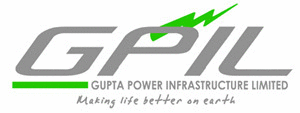 GPIL
GUPTA POWER INFRASTRUCTURE LIMITED
Making life better on earth